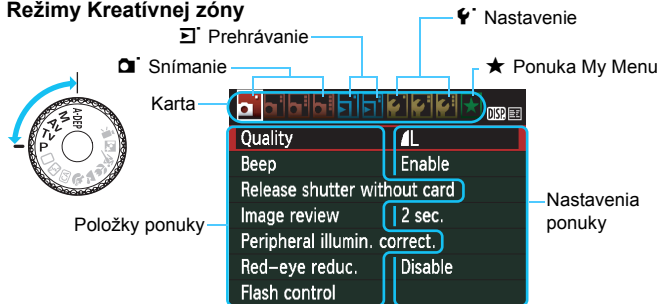 Režimy Kreatívnej zóny
Nastavenie
Prehrávanie
Snímanie
★ Ponuka My Menu
Karta
DISP
A-DEP
M
Av
Tv
P
Quality L
Beep Enable
Release shutter without card
Image review 2 sec.
Položky ponuky
Nastavenia
ponuky
Peripheral illumin. correct.
Red-eye reduc. Disable
Flash control